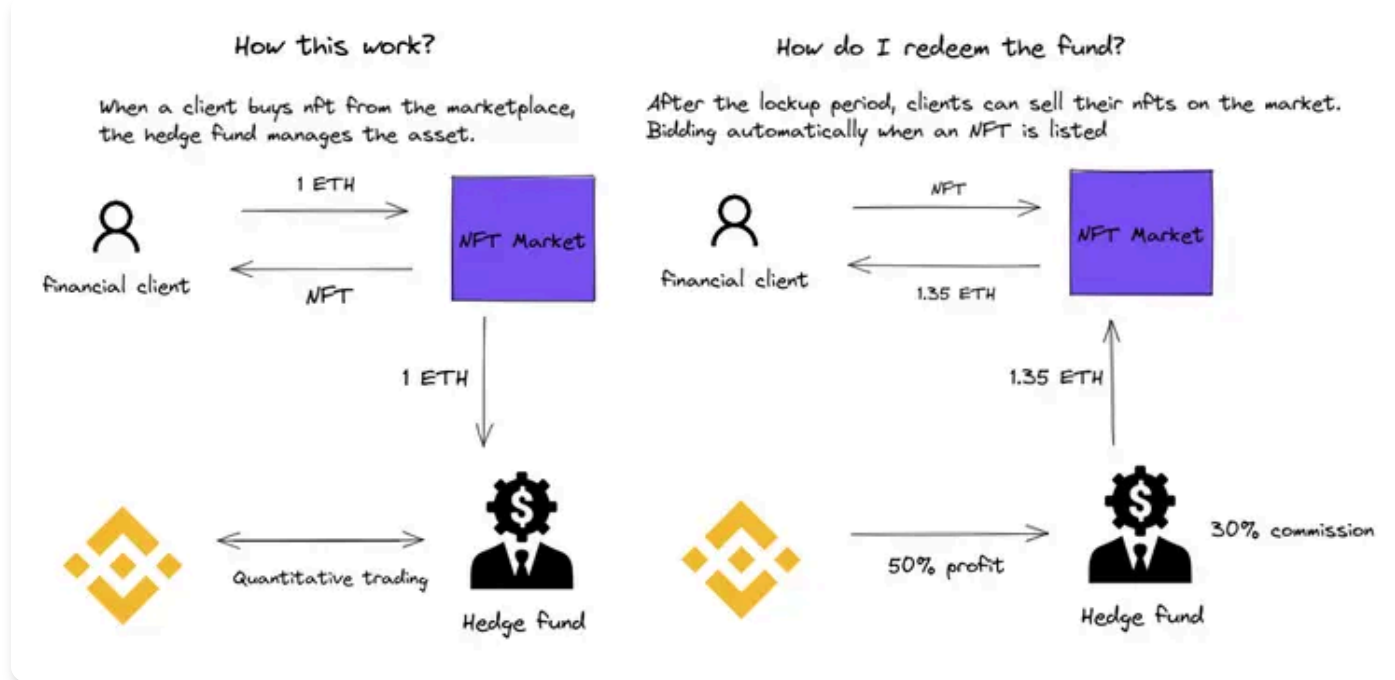 How this work?
When a client buys nft from the marketplace,
the hedge fund manages the asset.
1 ETH
NFT Market
financial client
NFT
1 ETH
Quantitative trading
Hedge fund
How do I redeem the fund?
After the lockup period, clients can sell their nfts on the market.
Bidding automatically when an NFT is listed
NFT
NFT Market
financial client
1.35 ETH
1.35 ETH
$
50% profit
30% commission
Hedge fund
$